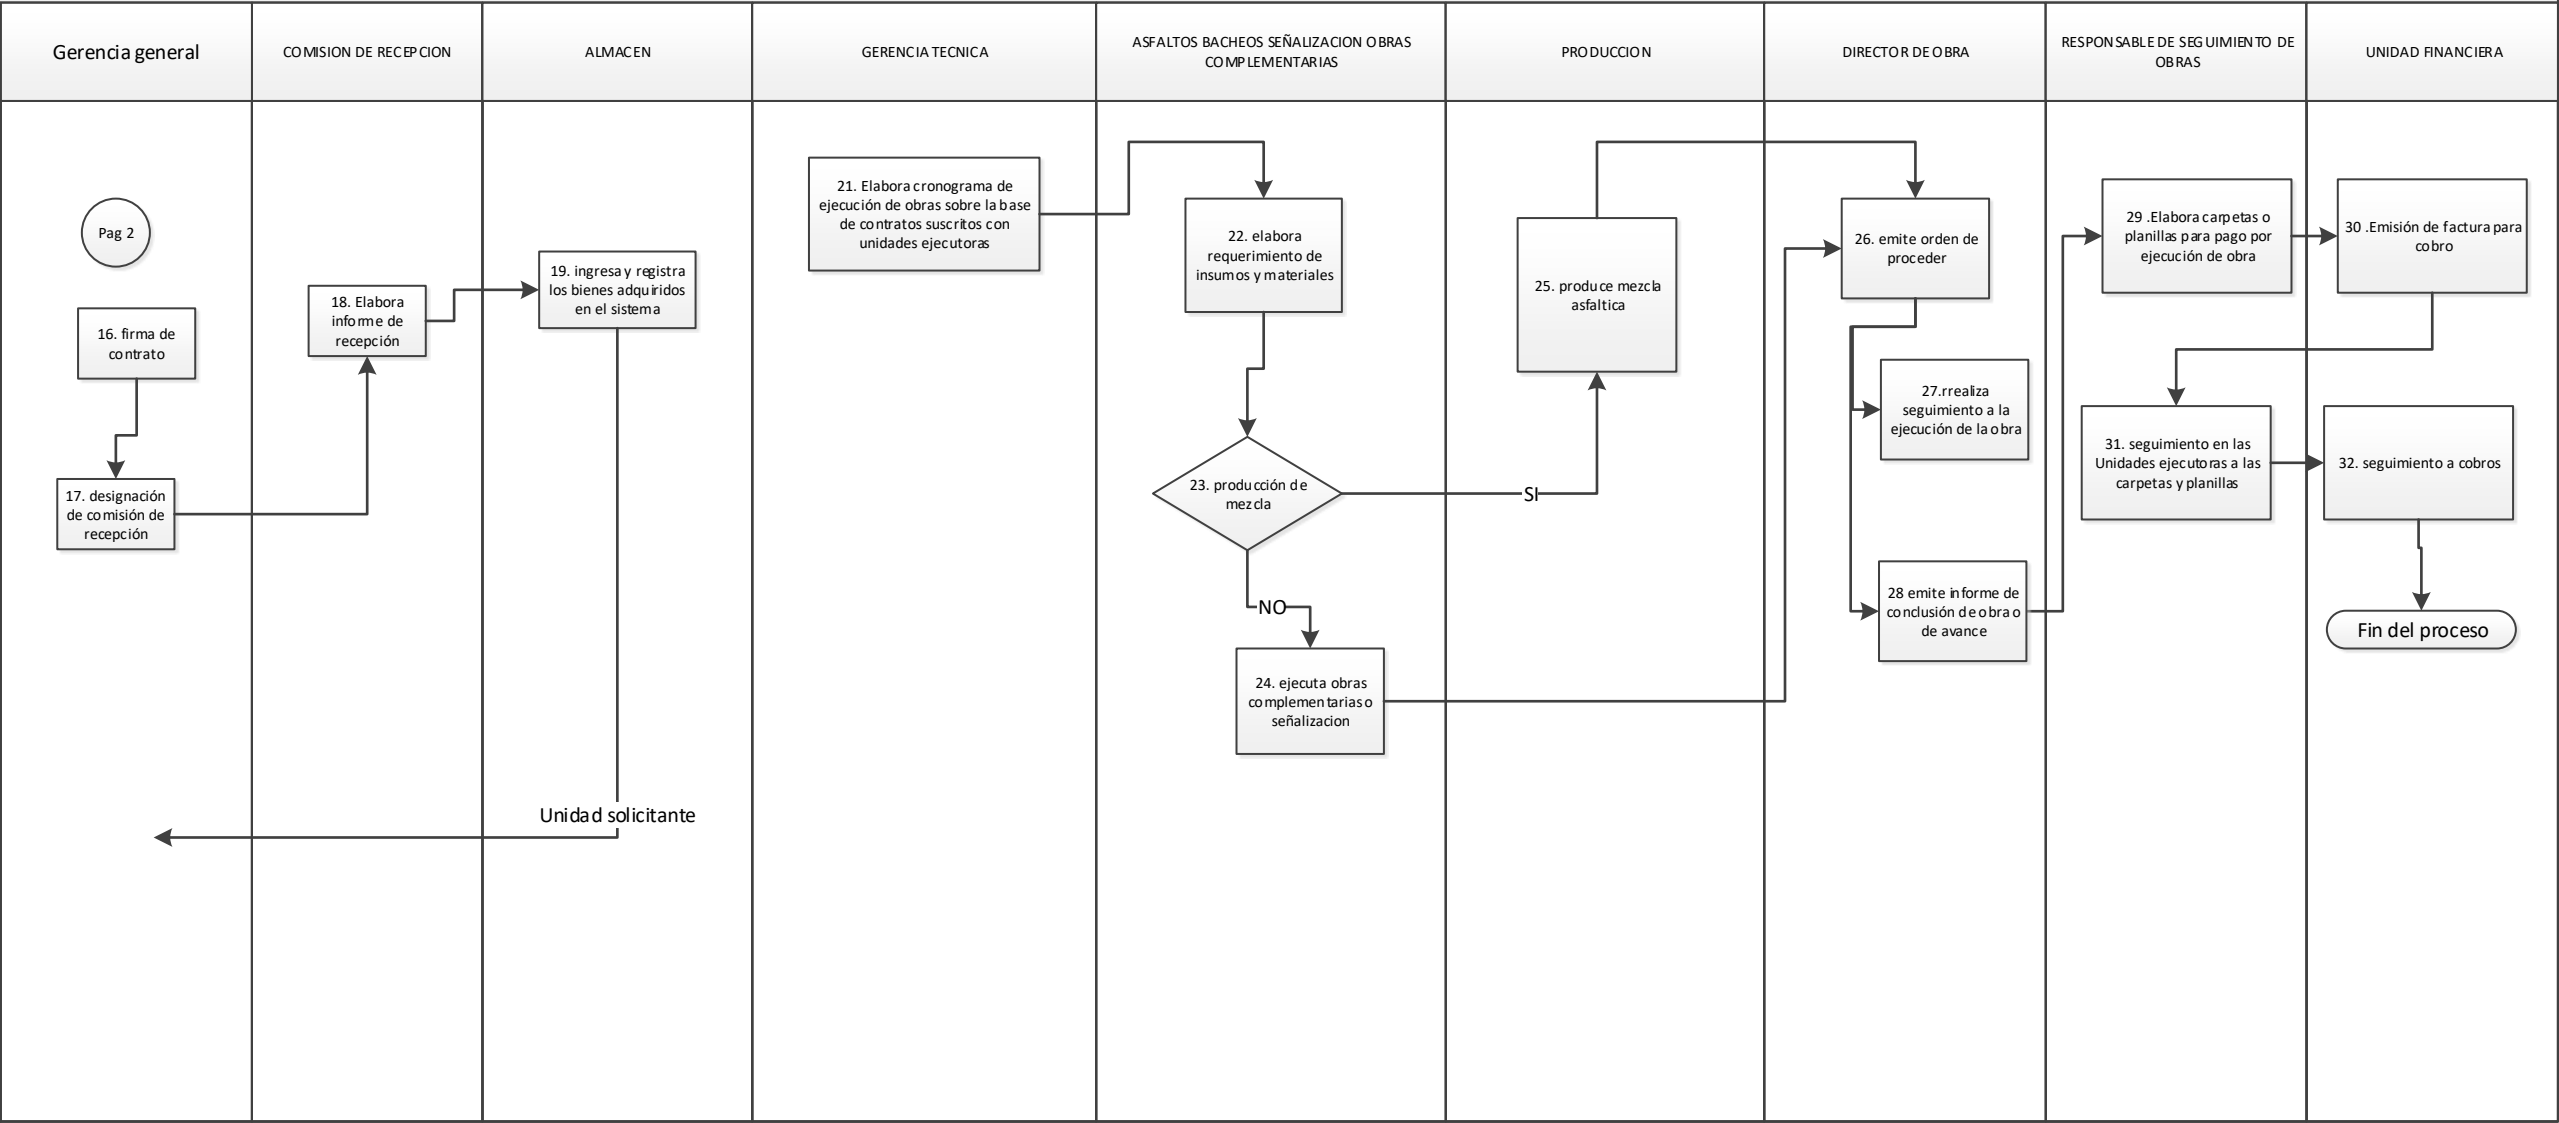 Gerencia general
COMISION DE RECEPCION
ALMACEN
GERENCIA TECNICA
ASFALTOS BACHEOS SEÑALIZACION OBRAS
COMPLEMENTARIAS
PRODUCCION
DIRECTOR DE OBRA
RESPONSABLE DE SEGUIMIENTO DE
OBRAS
UNIDAD FINANCIERA
Pag 2
16. firma de
contrato
17. designación
de comisión de
recepción
18. Elabora
informe de
recepción
19. ingresa y registra
los bienes adquiridos
en el sistema
Unidad solicitante
21. Elabora cronograma de
ejecución de obras sobre la base
de contratos suscritos con
unidades ejecutoras
22. elabora
requerimiento de
insumos y materiales
23. producción de
mezcla
SI
NO
24. ejecuta obras
complementarias o
señalizacion
25. produce mezcla
asfaltica
26. emite orden de
proceder
27.rrealiza
seguimiento a la
ejecución de la obra
28 emite informe de
conclusión de obra o
de avance
29 .Elabora carpetas o
planillas para pago por
ejecución de obra
30 .Emisión de factura para
cobro
31. seguimiento en las
Unidades ejecutoras a las
carpetas y planillas
32. seguimiento a cobros
Fin del proceso